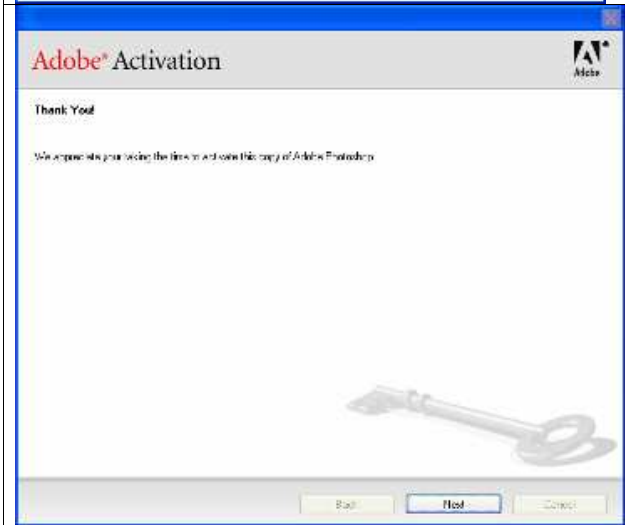 Adobe® Activation
Adobe
Thank You!
We appreciate your taking the time to activate this copy of Adobe Photoshop
Back
Next
Cancel